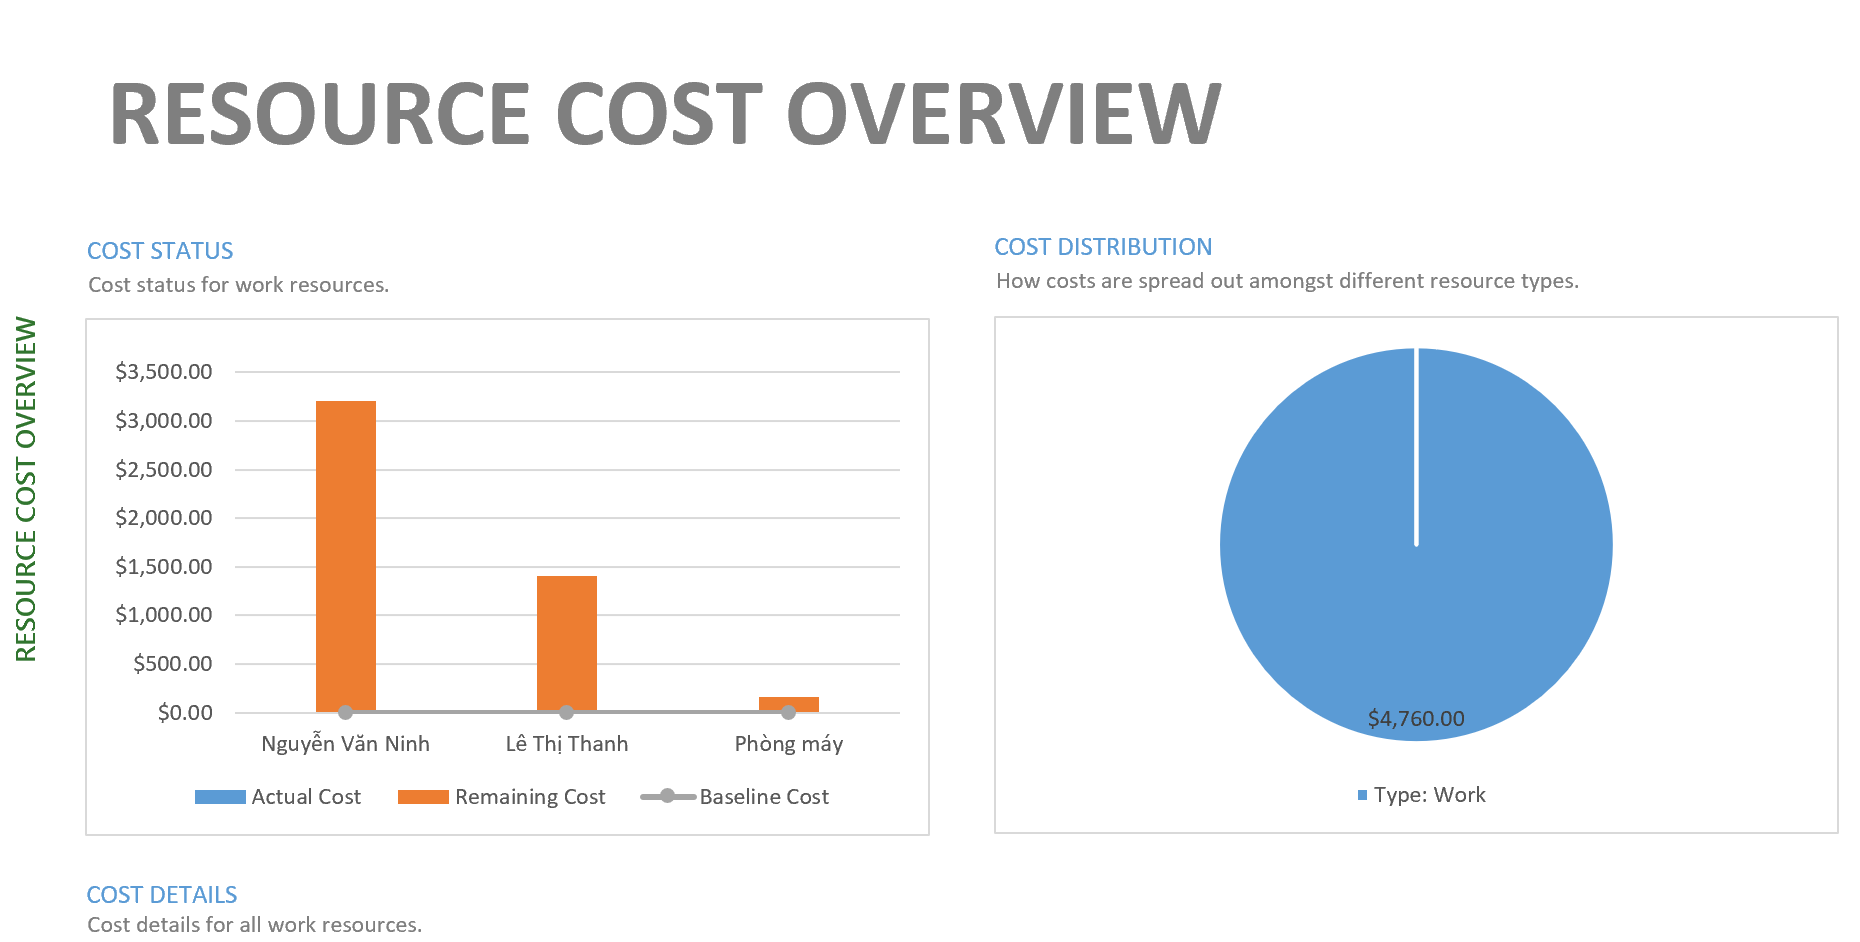 RESOURCE COST OVERVIEW
RESOURCE COST OVERVIEW
COST STATUS
Cost status for work resources.
$3,500.00
$3,000.00
$2,500.00
$2,000.00
$1,500.00
$1,000.00
$500.00
$0.00
Nguyễn Văn Ninh
Lê Thị Thanh
Phòng máy
Actual Cost
Remaining Cost
Baseline Cost
COST DISTRIBUTION
How costs are spread out amongst different resource types.
$4,760.00
Type: Work
COST DETAILS
Cost details for all work resources.